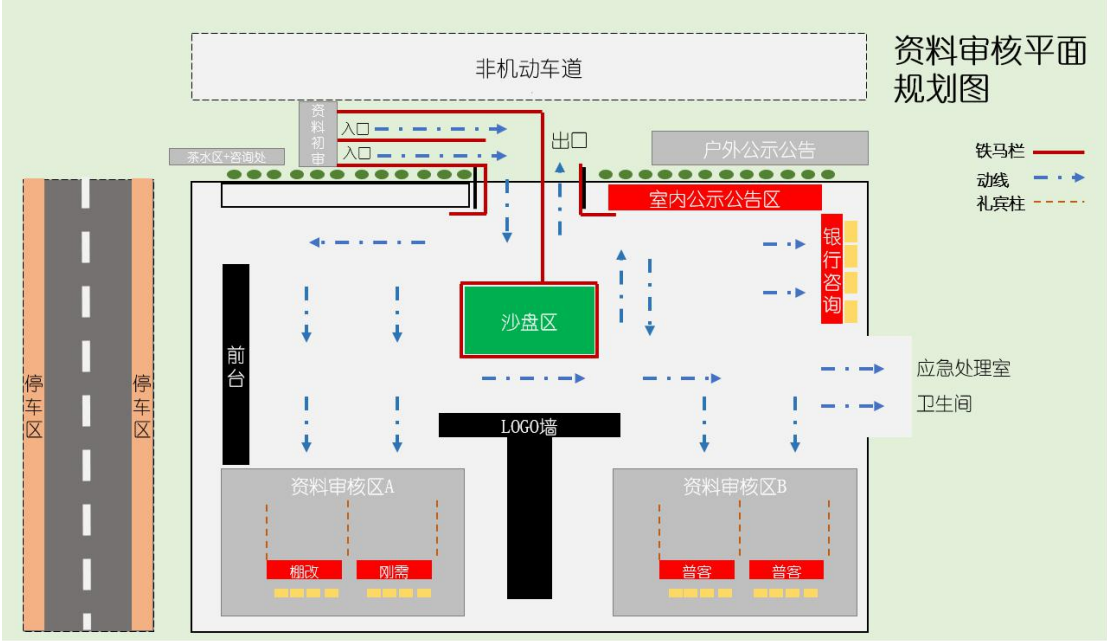 资料审核平面
规划图
非机动车道
资料初审
入口
入口
出口
茶水区+咨询处
户外公示公告
铁马栏
动线
礼宾柱
室内公示公告区
银行咨询
沙盘区
前台
停车区
停车区
应急处理室
卫生间
LOGO墙
资料审核区A
资料审核区B
棚改
刚需
普客
普客